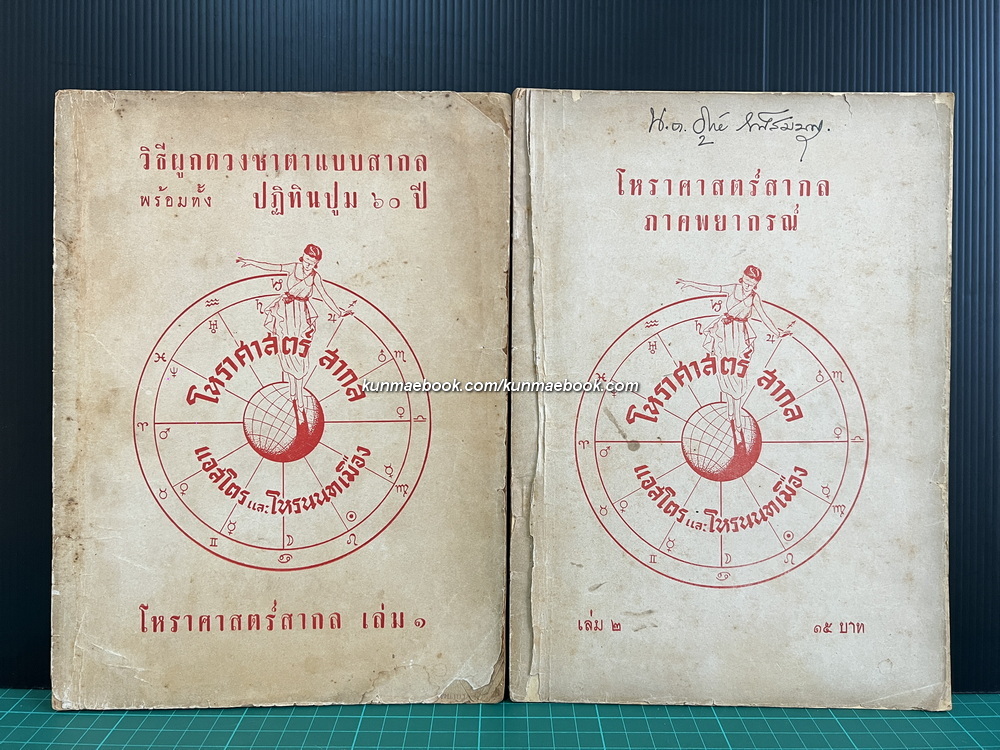 วิธีผูกดวงชาตาแบบสากล
พร้อมทั้ง ปฏิทินปูม ๖๐ ปี
โหราศาสตร์ สากล
แอสโตร และ โหรนนทเมือง
โหราศาสตร์สากล เล่ม ๑
โหราศาสตร์สากล
ภาคพยากรณ์
โหราศาสตร์ สากล
แอสโตร และ โหรนนทเมือง
เล่ม ๒
๑๕ บาท
kunmaebook.com/kunmaebook.com